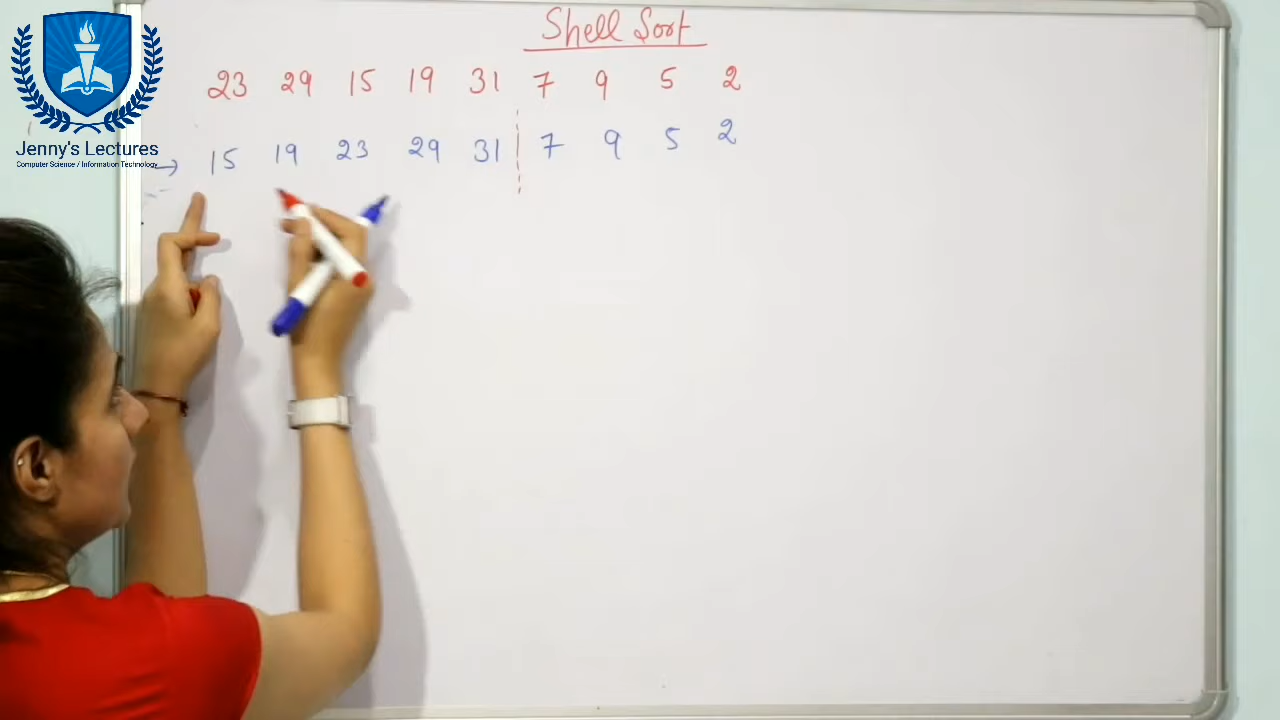 Shell Sort
23 29 15 19 31 7 9 5 2
→ 15 19 23 29 31 7 9 5 2
Jenny's Lectures
Computer Science / Information Technology